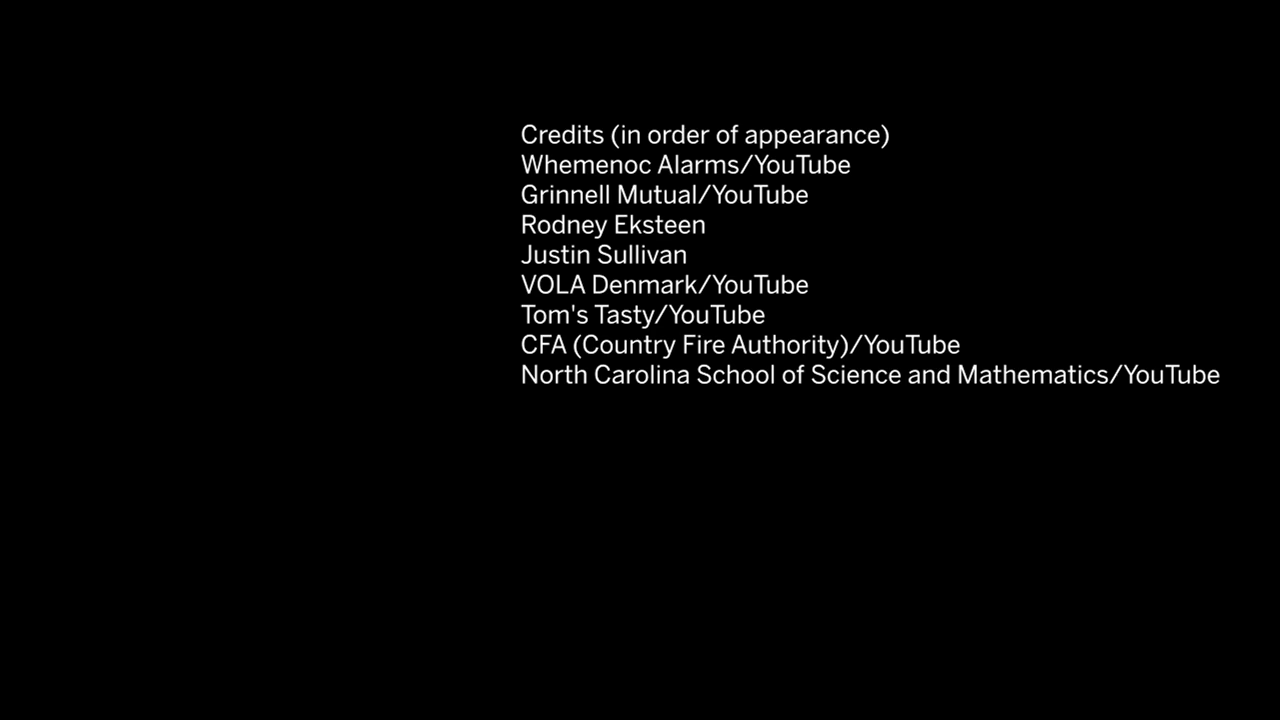 Credits (in order of appearance)
Whemenoc Alarms/YouTube
Grinnell Mutual/YouTube
Rodney Eksteen
Justin Sullivan
VOLA Denmark/YouTube
Tom's Tasty/YouTube
CFA (Country Fire Authority)/YouTube
North Carolina School of Science and Mathematics/YouTube